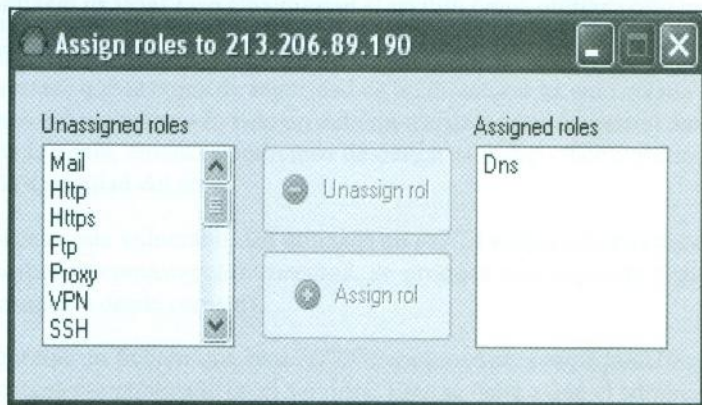 Assign roles to 213.206.89.190
Unassigned roles
Mail
Http
Https
Ftp
Proxy
VPN
SSH
Unassign rol
Assign rol
Assigned roles
Dns